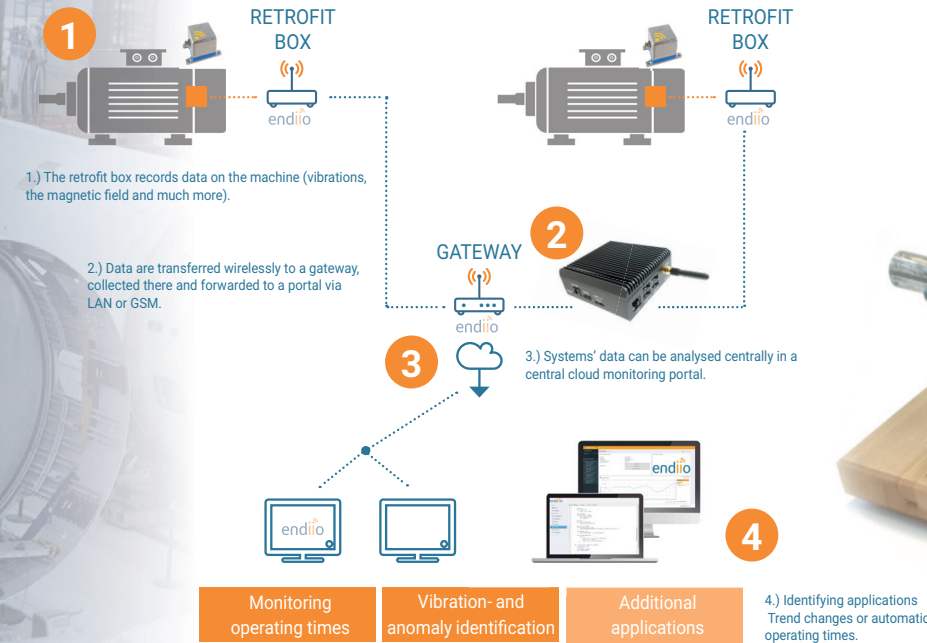 1
RETROFIT
BOX
endiio
RETROFIT
BOX
endiio
1.) The retrofit box records data on the machine (vibrations,
the magnetic field and much more).
2.) Data are transferred wirelessly to a gateway,
collected there and forwarded to a portal via
LAN or GSM.
GATEWAY
2
endiio
3
3.) Systems' data can be analysed centrally in a
central cloud monitoring portal.
endiio
endiio
4
Monitoring
operating times
Vibration- and
anomaly identification
Additional
applications
4.) Identifying applications
Trend changes or automatic
operating times.